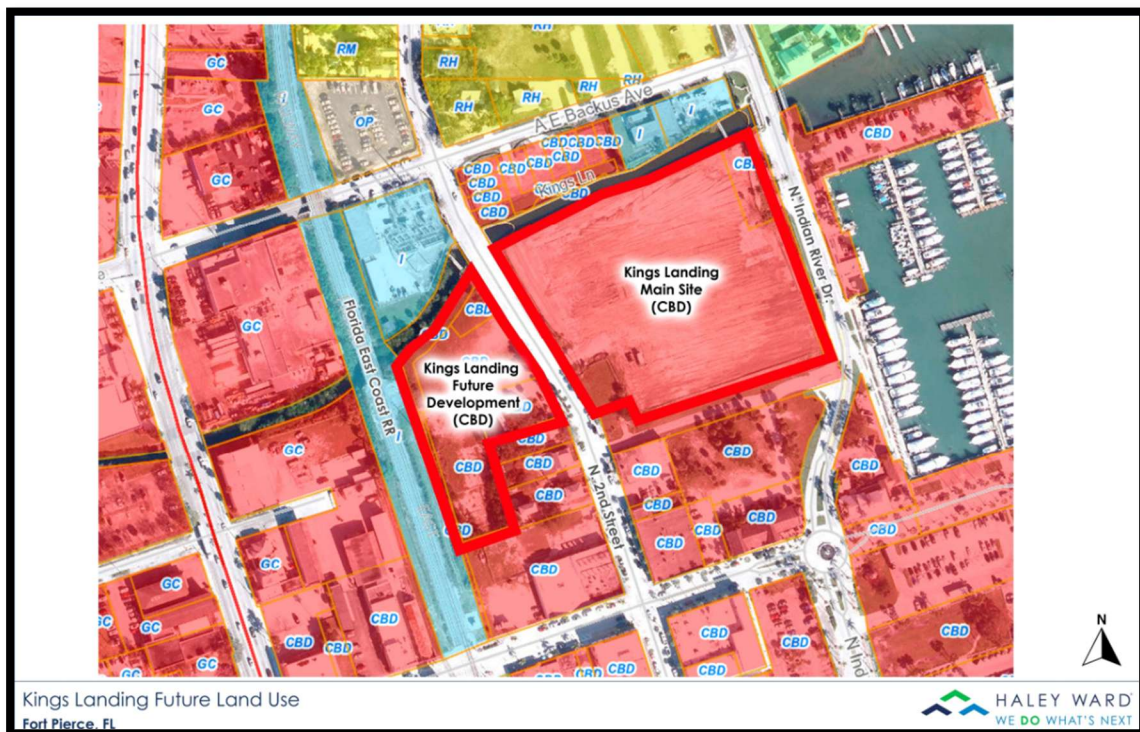 GC
RM
RH
RH
GC
I
OP
RH
RH
RH
A E Backus Ave
I
I
CBD
GC
CBD CBD CBD CBD
CBD CBD CBD
CBD
CBD
CBD
Kings Ln
CBD
CBD
N. Indian River Dr.
I
Kings Landing
Main Site
(CBD)
GC
CBD
Florida East Coast RR
Kings Landing
Future
Development
(CBD)
I
GC
CBD
CBD
CBD
CBD
CBD
CBD
CBD
N. 2nd Street
CBD
CBD
CBD
CBD
CBD
CBD
CBD
CBD
GC
GC
GC
GC
CBD
CBD
CBD
CBD
CBD
CBD
CBD
CBD
N Ind
N
Kings Landing Future Land Use
Fort Pierce, FL
HALEY WARD
WE DO WHAT'S NEXT